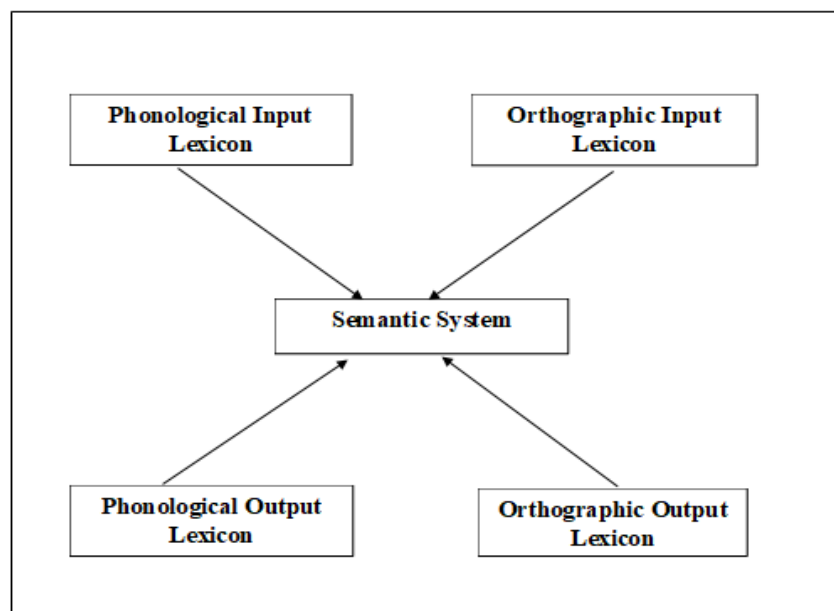 Phonological Input
Lexicon
Orthographic Input
Lexicon
Semantic System
Phonological Output
Lexicon
Orthographic Output
Lexicon